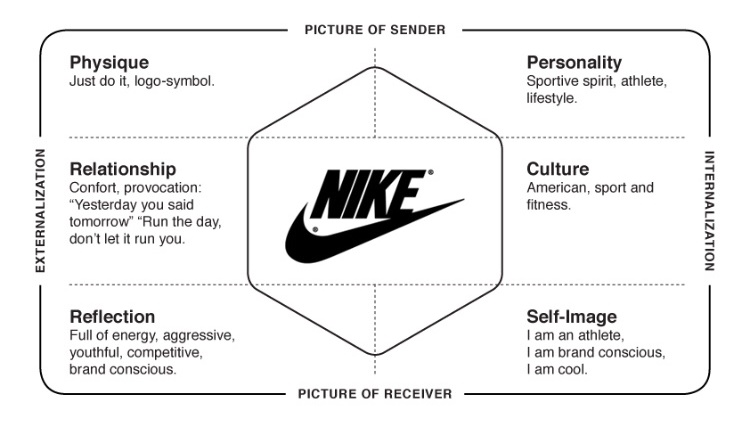 PICTURE OF SENDER
Physique
Just do it, logo-symbol.
Personality
Sportive spirit, athlete,
lifestyle.
EXTERNALIZATION
Relationship
Confort, provocation:
“Yesterday you said
tomorrow” “Run the day,
don’t let it run you.
NIKE®
®
Culture
American, sport and
fitness.
INTERNALIZATION
Reflection
Full of energy, aggressive,
youthful, competitive,
brand conscious.
Self-Image
I am an athlete,
I am brand conscious,
I am cool.
PICTURE OF RECEIVER